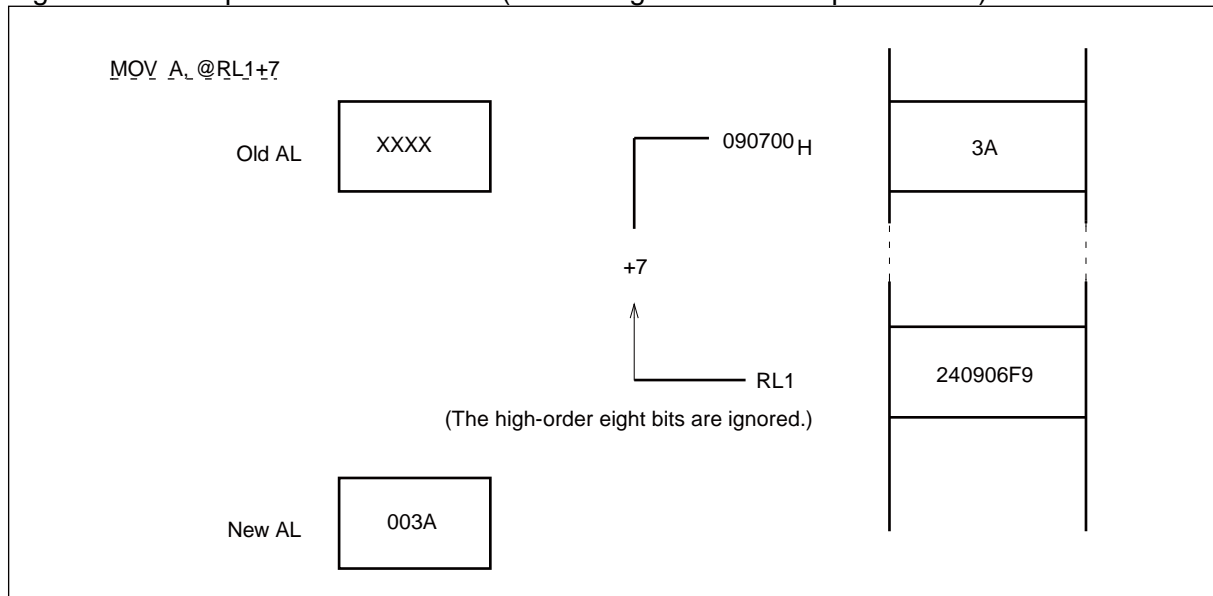 MOV A, @RL1+7
Old AL
XXXX
090700H
3A
+7
RL1
240906F9
(The high-order eight bits are ignored.)
New AL
003A